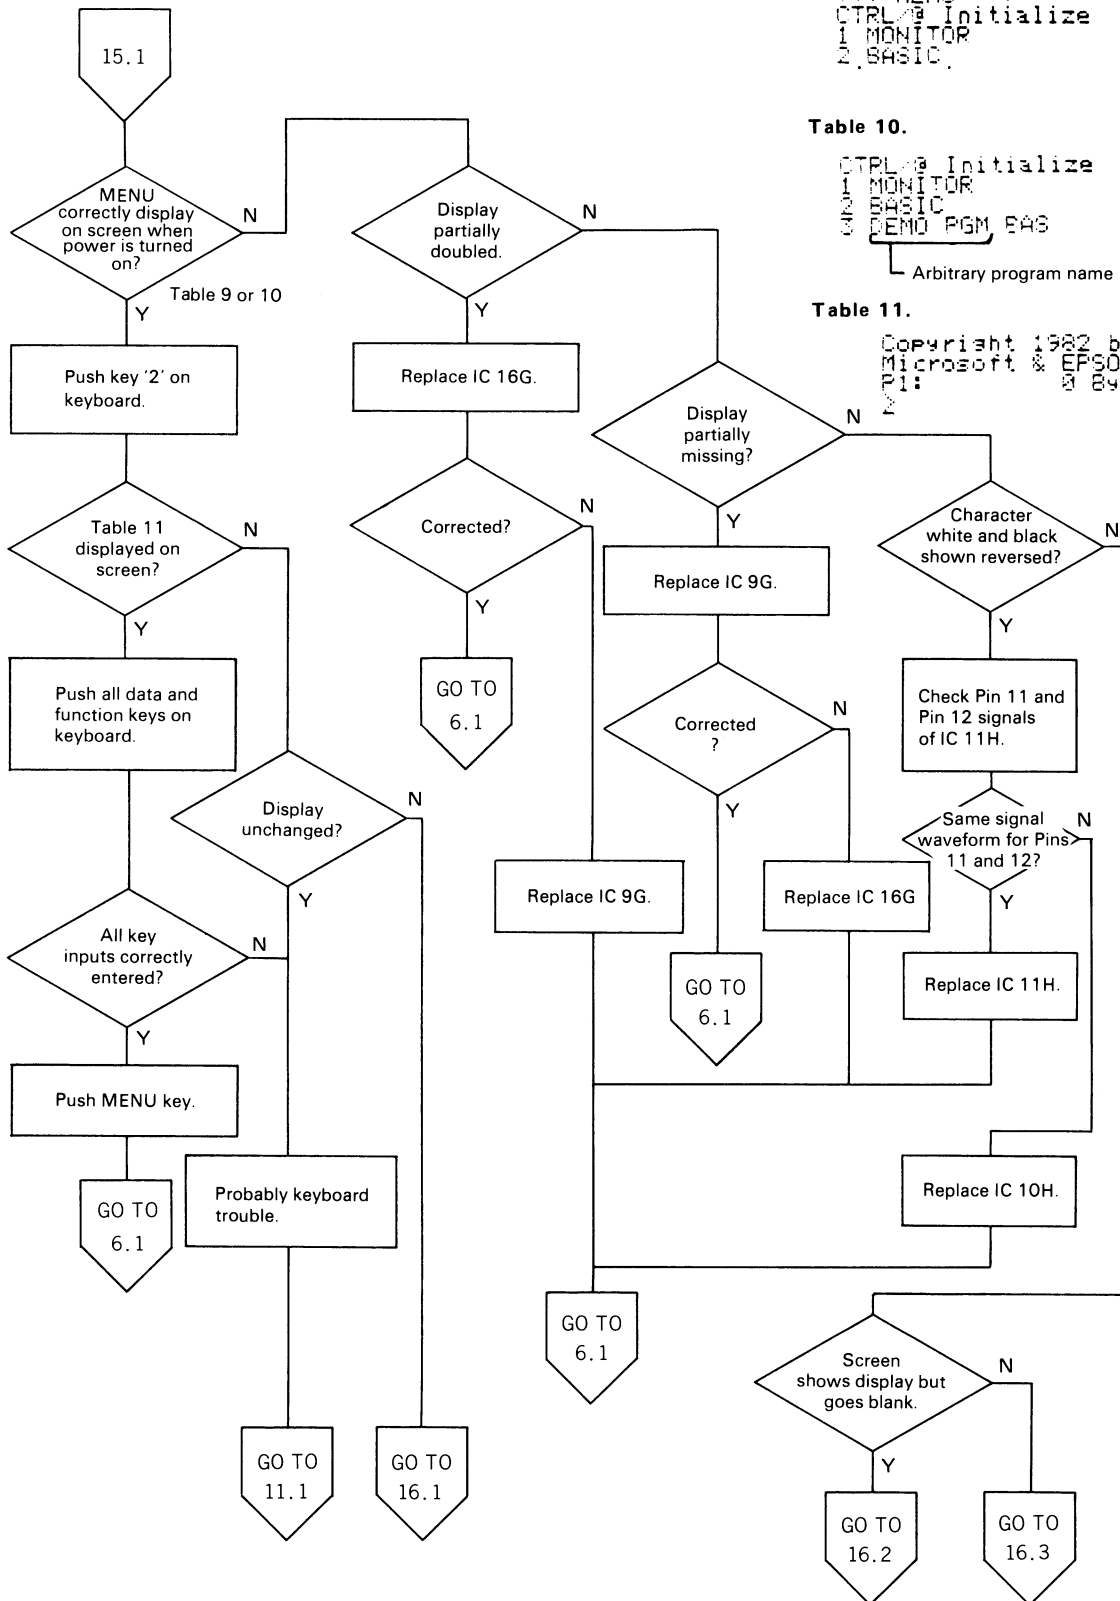 CTRL/@ Initialize
1 MONITOR
2 BASIC
15.1
Table 10.
CTRL/@ Initialize
1 MONITOR
2 BASIC
3 DEMO PGM BAS
Arbitrary program name
Table 11.
Copyright 1982 b
Microsoft & EPSO
P1: 0 By
MENU
correctly display
on screen when
power is turned
on?
N
Y
Table 9 or 10
Push key '2' on
keyboard.
Table 11
displayed on
screen?
N
Y
Push all data and
function keys on
keyboard.
All key
inputs correctly
entered?
N
Y
Push MENU key.
GO TO
6.1
Display
unchanged?
N
Y
Probably keyboard
trouble.
GO TO
11.1
GO TO
16.1
Display
partially
doubled.
N
Y
Replace IC 16G.
Corrected?
N
Y
GO TO
6.1
Replace IC 9G.
GO TO
6.1
Display
partially
missing?
N
Y
Replace IC 9G.
Corrected
?
N
Y
GO TO
6.1
Replace IC 16G
Character
white and black
shown reversed?
N
Y
Check Pin 11 and
Pin 12 signals
of IC 11H.
Same signal
waveform for Pins
11 and 12?
N
Y
Replace IC 11H.
Replace IC 10H.
Screen
shows display but
goes blank.
N
Y
GO TO
16.2
GO TO
16.3